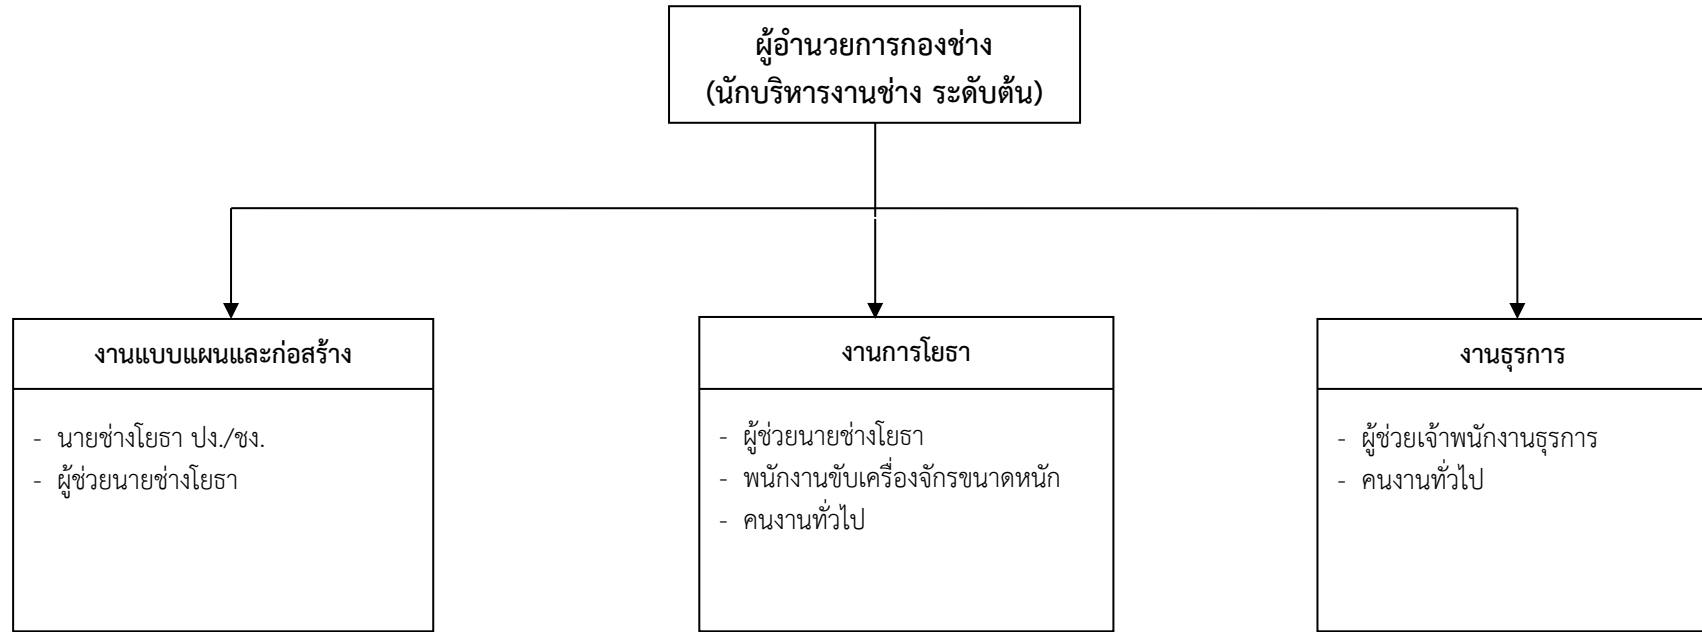 ผู้อำนวยการกองช่าง
(นักบริหารงานช่าง ระดับต้น)
งานแบบแผนและก่อสร้าง
- นายช่างโยธา ปง./ชง.
- ผู้ช่วยนายช่างโยธา
งานการโยธา
- ผู้ช่วยนายช่างโยธา
- พนักงานขับเครื่องจักรขนาดหนัก
- คนงานทั่วไป
งานธุรการ
- ผู้ช่วยเจ้าพนักงานธุรการ
- คนงานทั่วไป